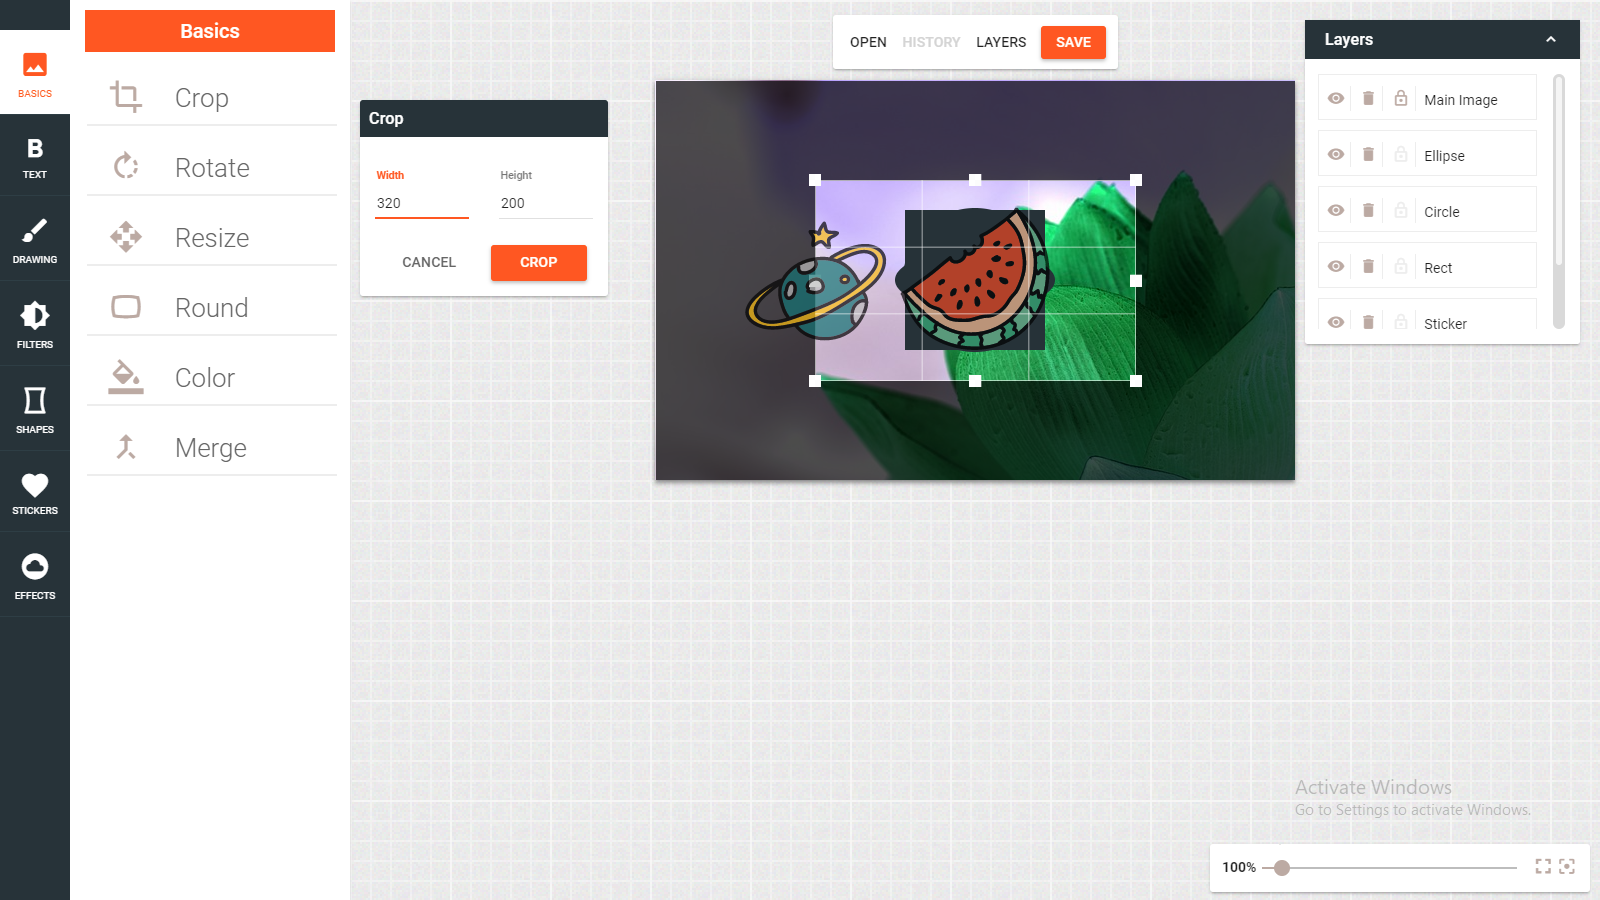 BASICS
TEXT
DRAWING
FILTERS
SHAPES
STICKERS
EFFECTS
Basics
Crop
Rotate
Resize
Round
Color
Merge
Crop
Width
Height
320
200
CANCEL
CROP
OPEN
HISTORY
LAYERS
SAVE
Layers
Main Image
Ellipse
Circle
Rect
Sticker
Activate Windows
Go to Settings to activate Windows.
100%